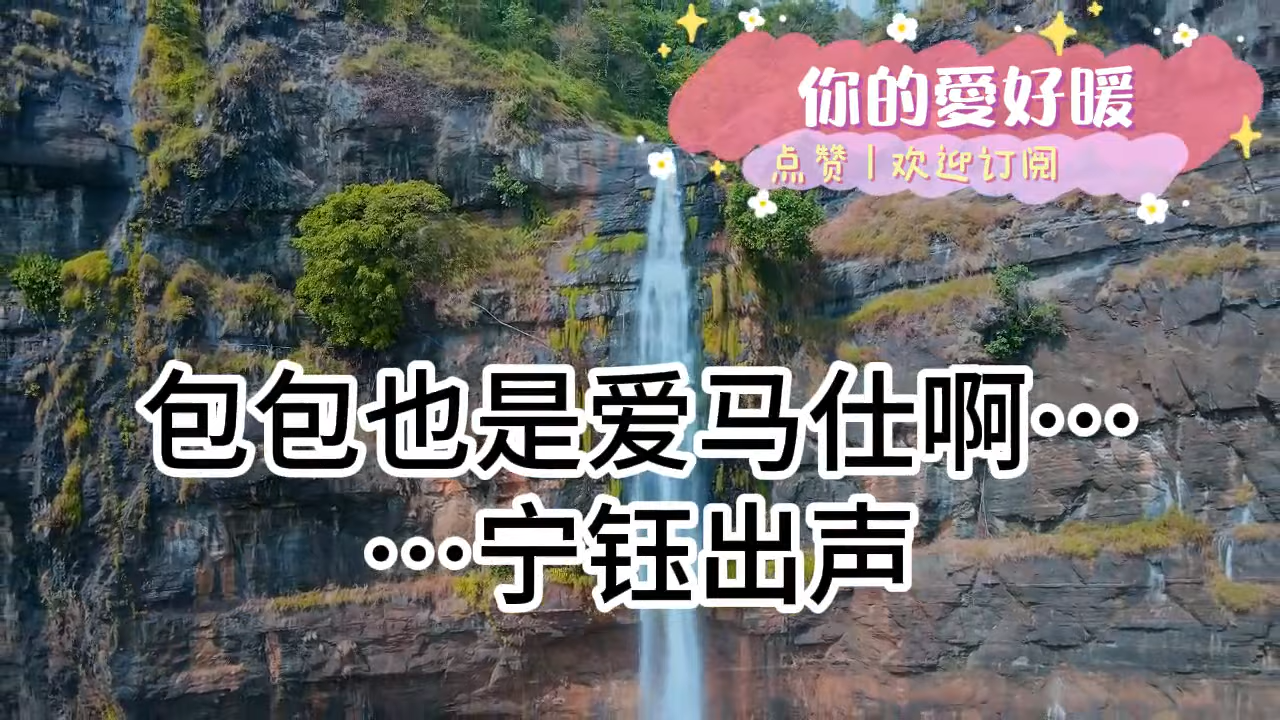 你的愛好暖
点赞丨欢迎订阅
包包也是爱马仕啊…
…宁钰出声